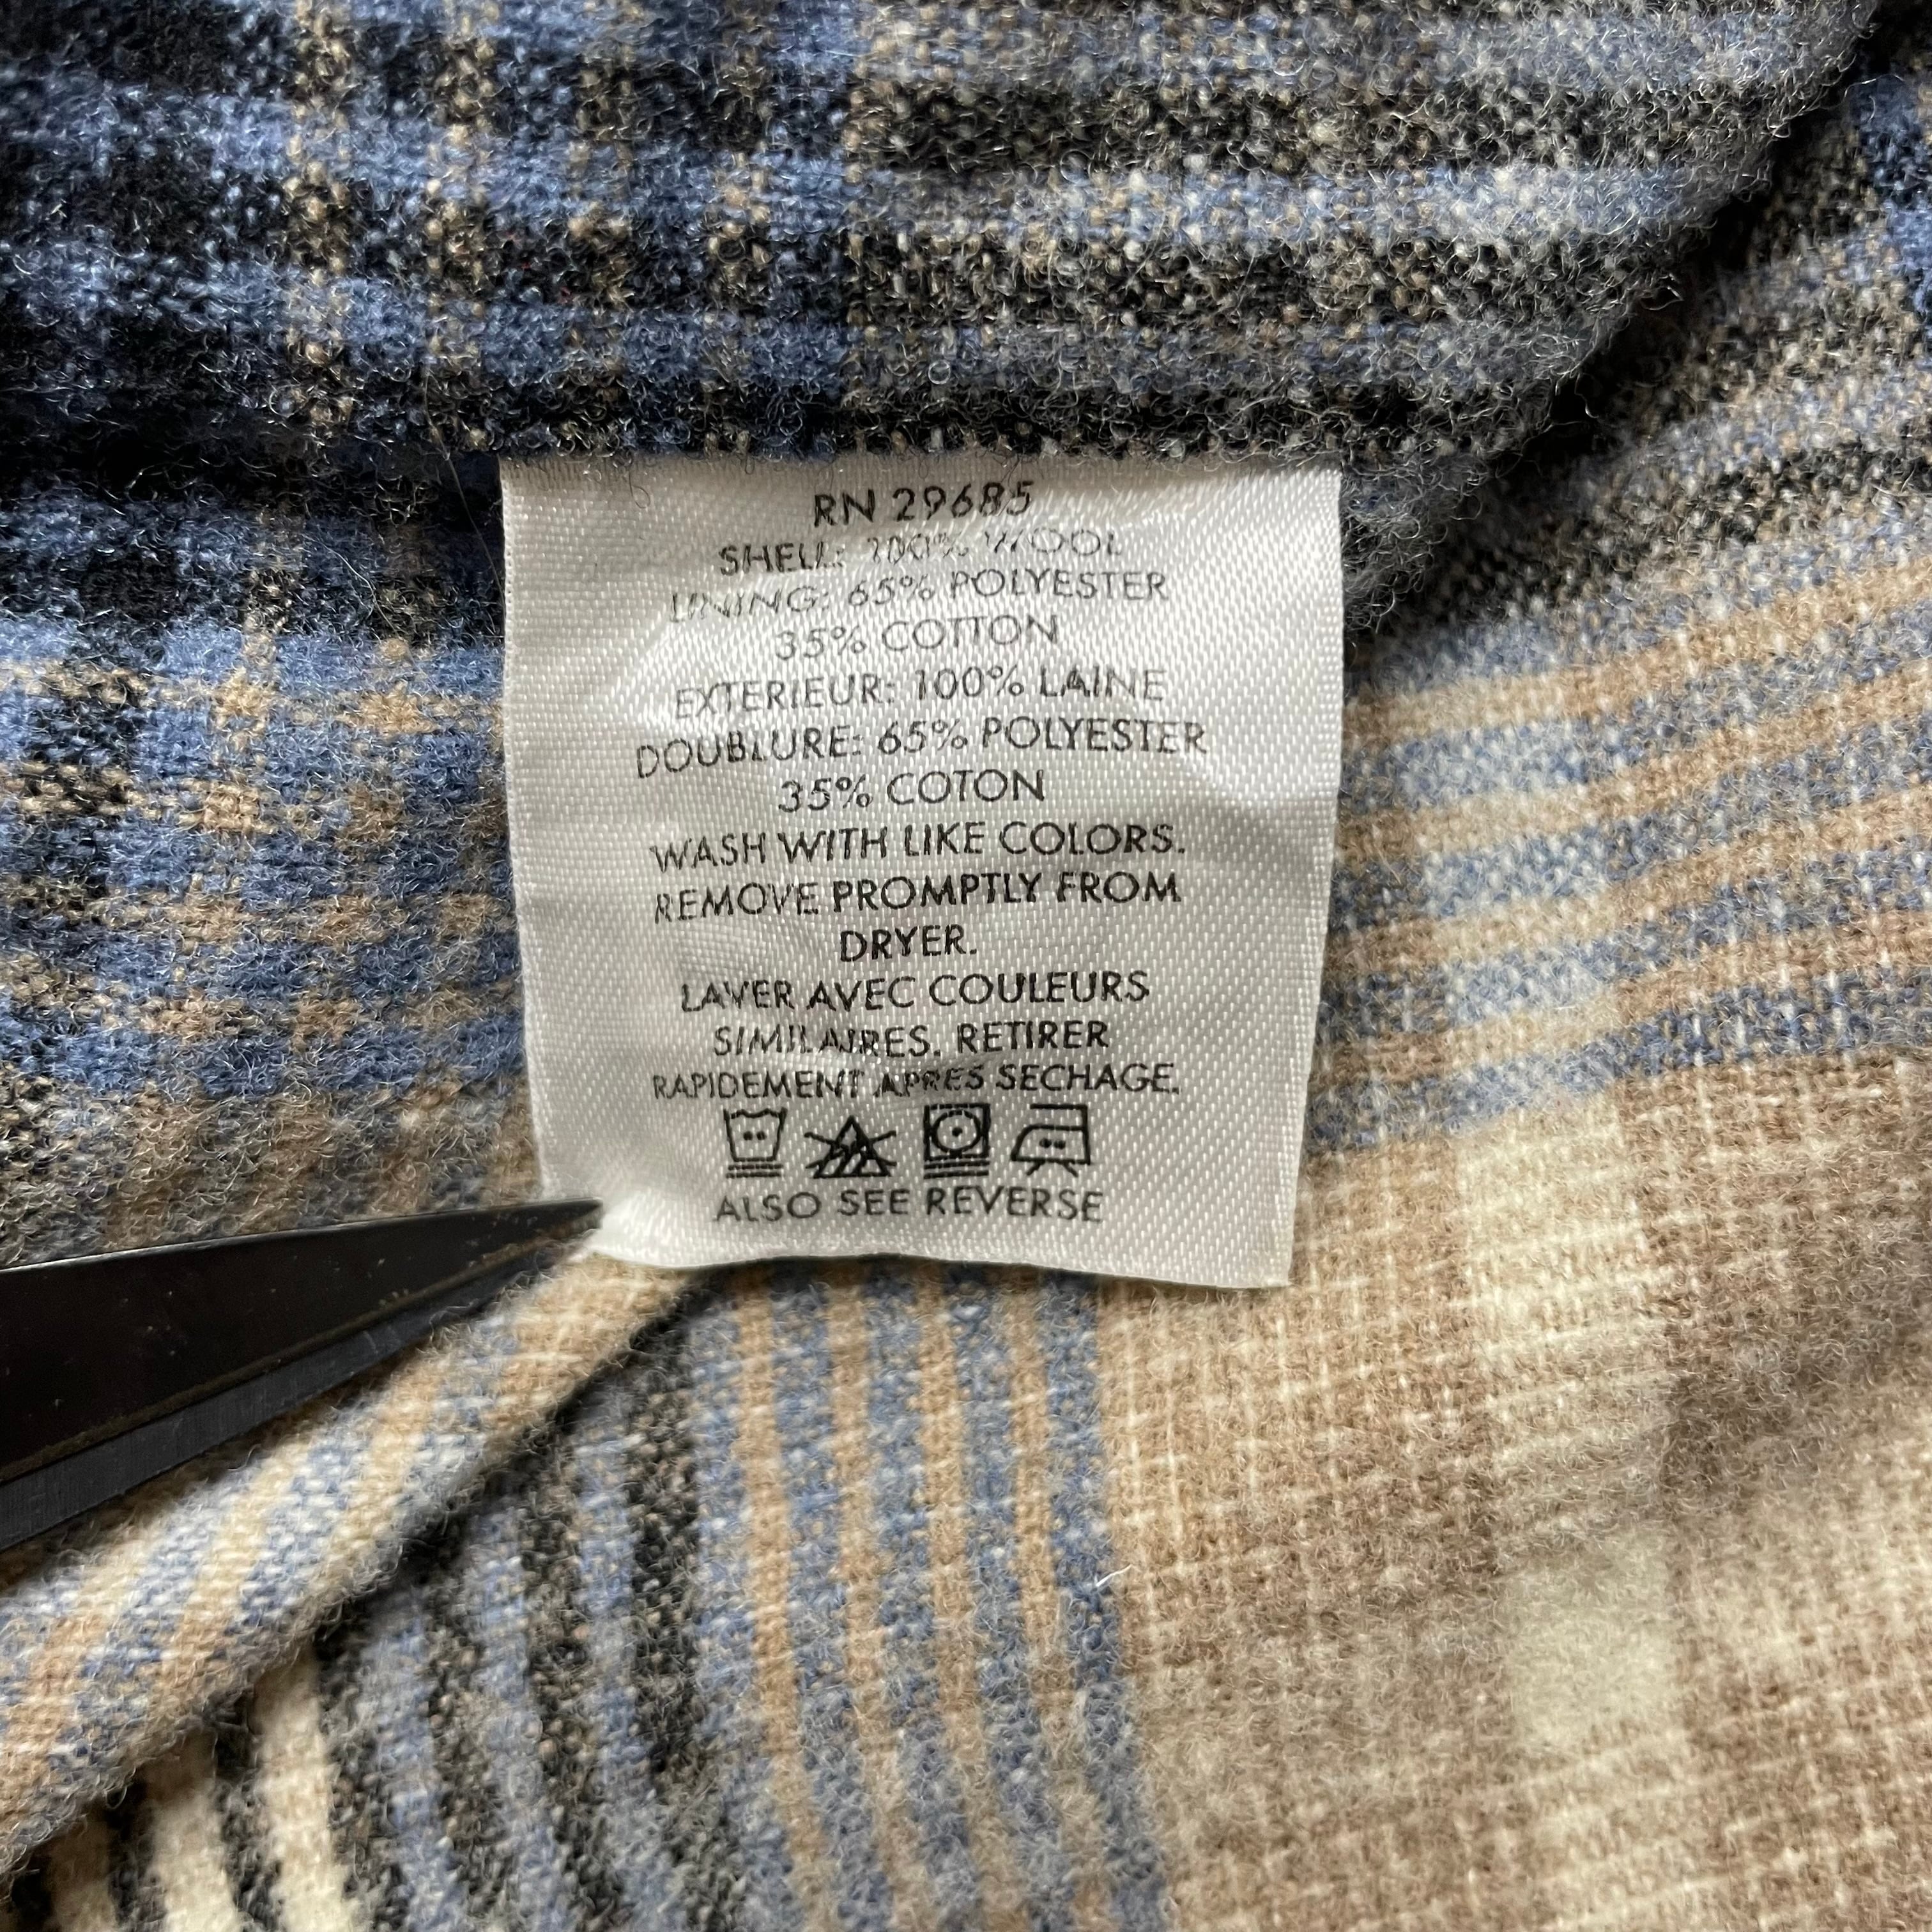 RN 29685
SHELL: 100% WOOL
LINING: 65% POLYESTER
35% COTTON
EXTERIEUR: 100% LAINE
DOUBLURE: 65% POLYESTER
35% COTON
WASH WITH LIKE COLORS.
REMOVE PROMPTLY FROM
DRYER.
LAVER AVEC COULEURS
SIMILAIRES. RETIRER
RAPIDEMENT APRES SECHAGE.
ALSO SEE REVERSE